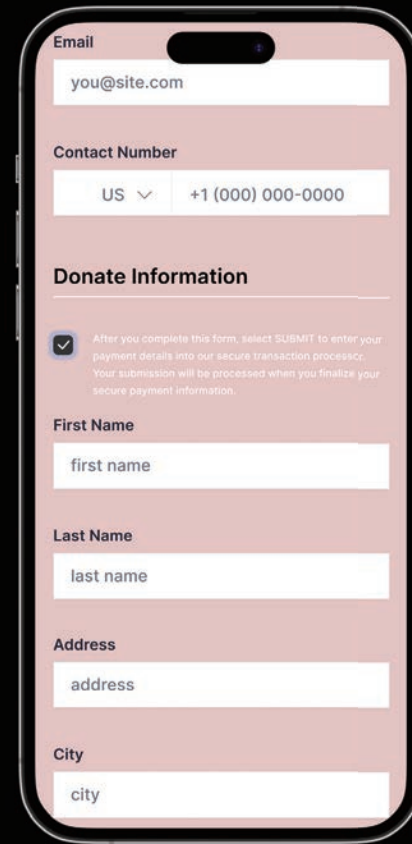 Email
you@site.com
Contact Number
US +1 (000) 000-0000
Donate Information
After you complete this form, select SUBMIT to enter your
payment details into our secure transaction processor.
Your submission will be processed when you finalize your
secure payment information.
First Name
first name
Last Name
last name
Address
address
City
city